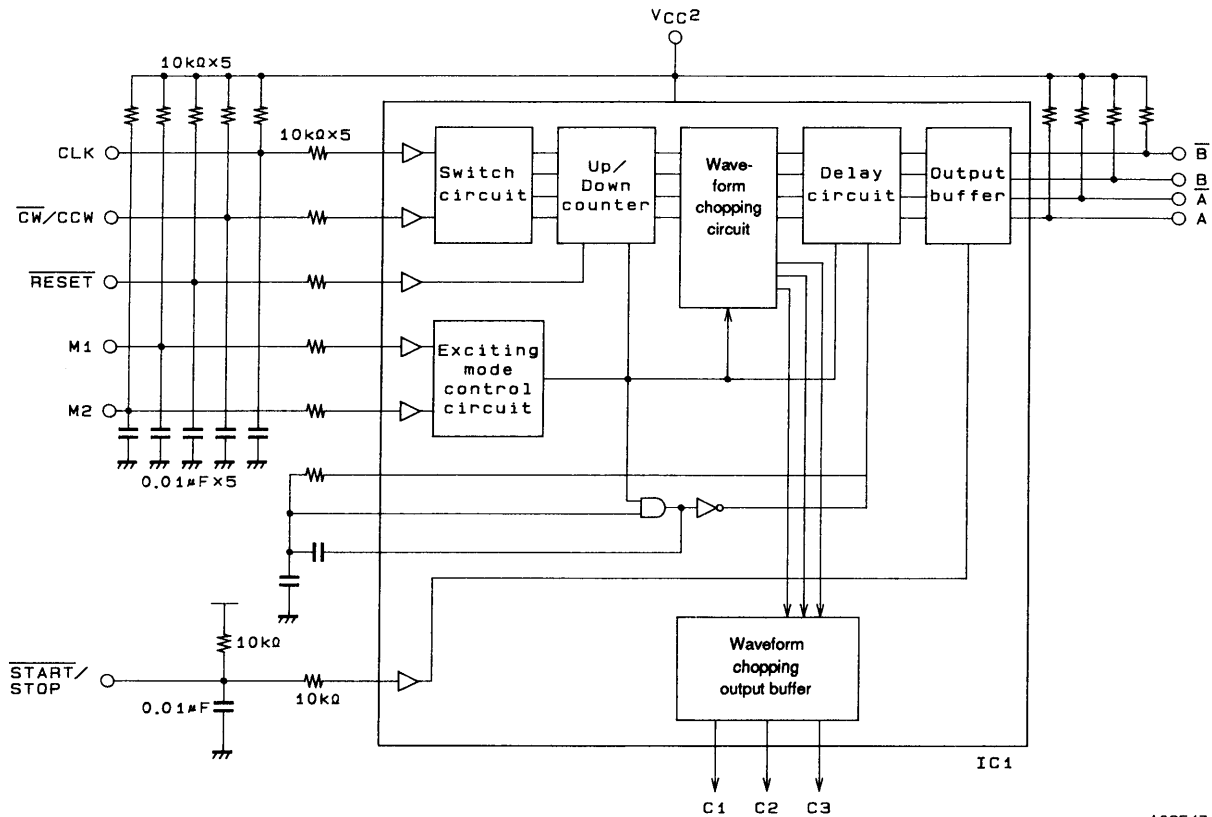 VCC2
10kΩ×5
10kΩ×5
CLK
CW/CCW
RESET
M1
M2
0.01μF×5
Switch
circuit
Up/
Down
counter
Wave-
form
chopping
circuit
Delay
circuit
Output
buffer
B
B
A
A
Exciting
mode
control
circuit
10kΩ
START/
STOP
0.01μF
10kΩ
Waveform
chopping
output buffer
IC1
C1 C2 C3